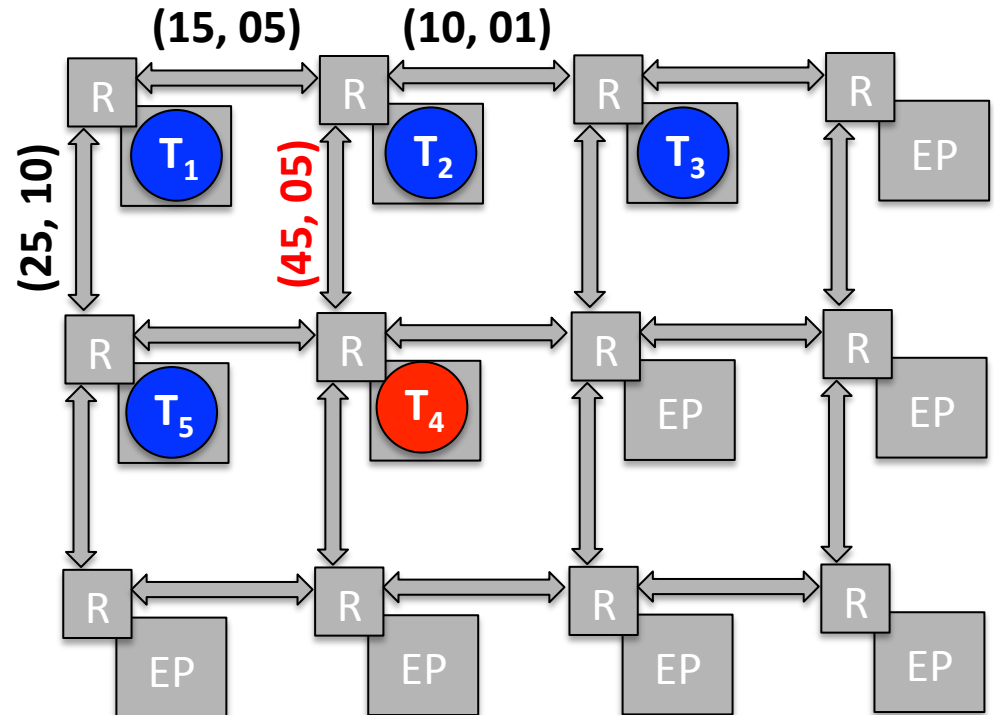 (15, 05) (10, 01)
R R R R
T1 T2 T3 EP
(25, 10) (45, 05)
R R R R
T5 T4 EP EP
R R R R
EP EP EP EP